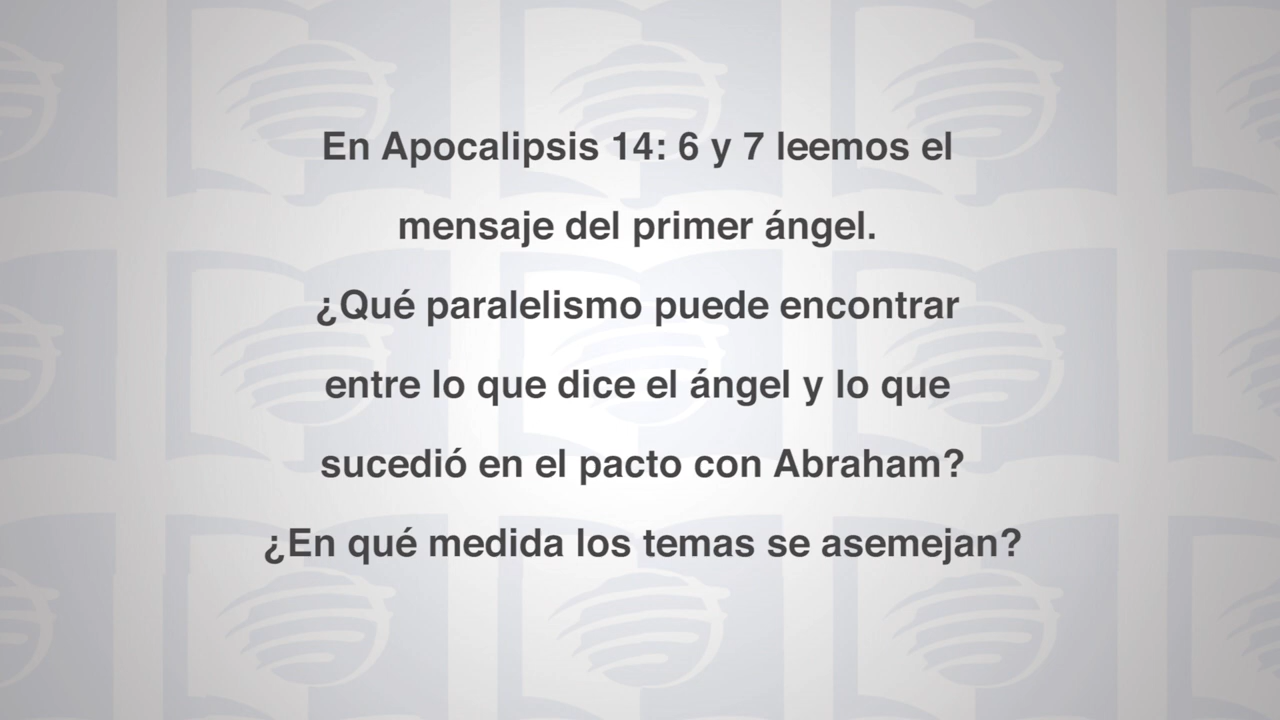 En Apocalipsis 14: 6 y 7 leemos el
mensaje del primer ángel.
¿Qué paralelismo puede encontrar
entre lo que dice el ángel y lo que
sucedió en el pacto con Abraham?
¿En qué medida los temas se asemejan?